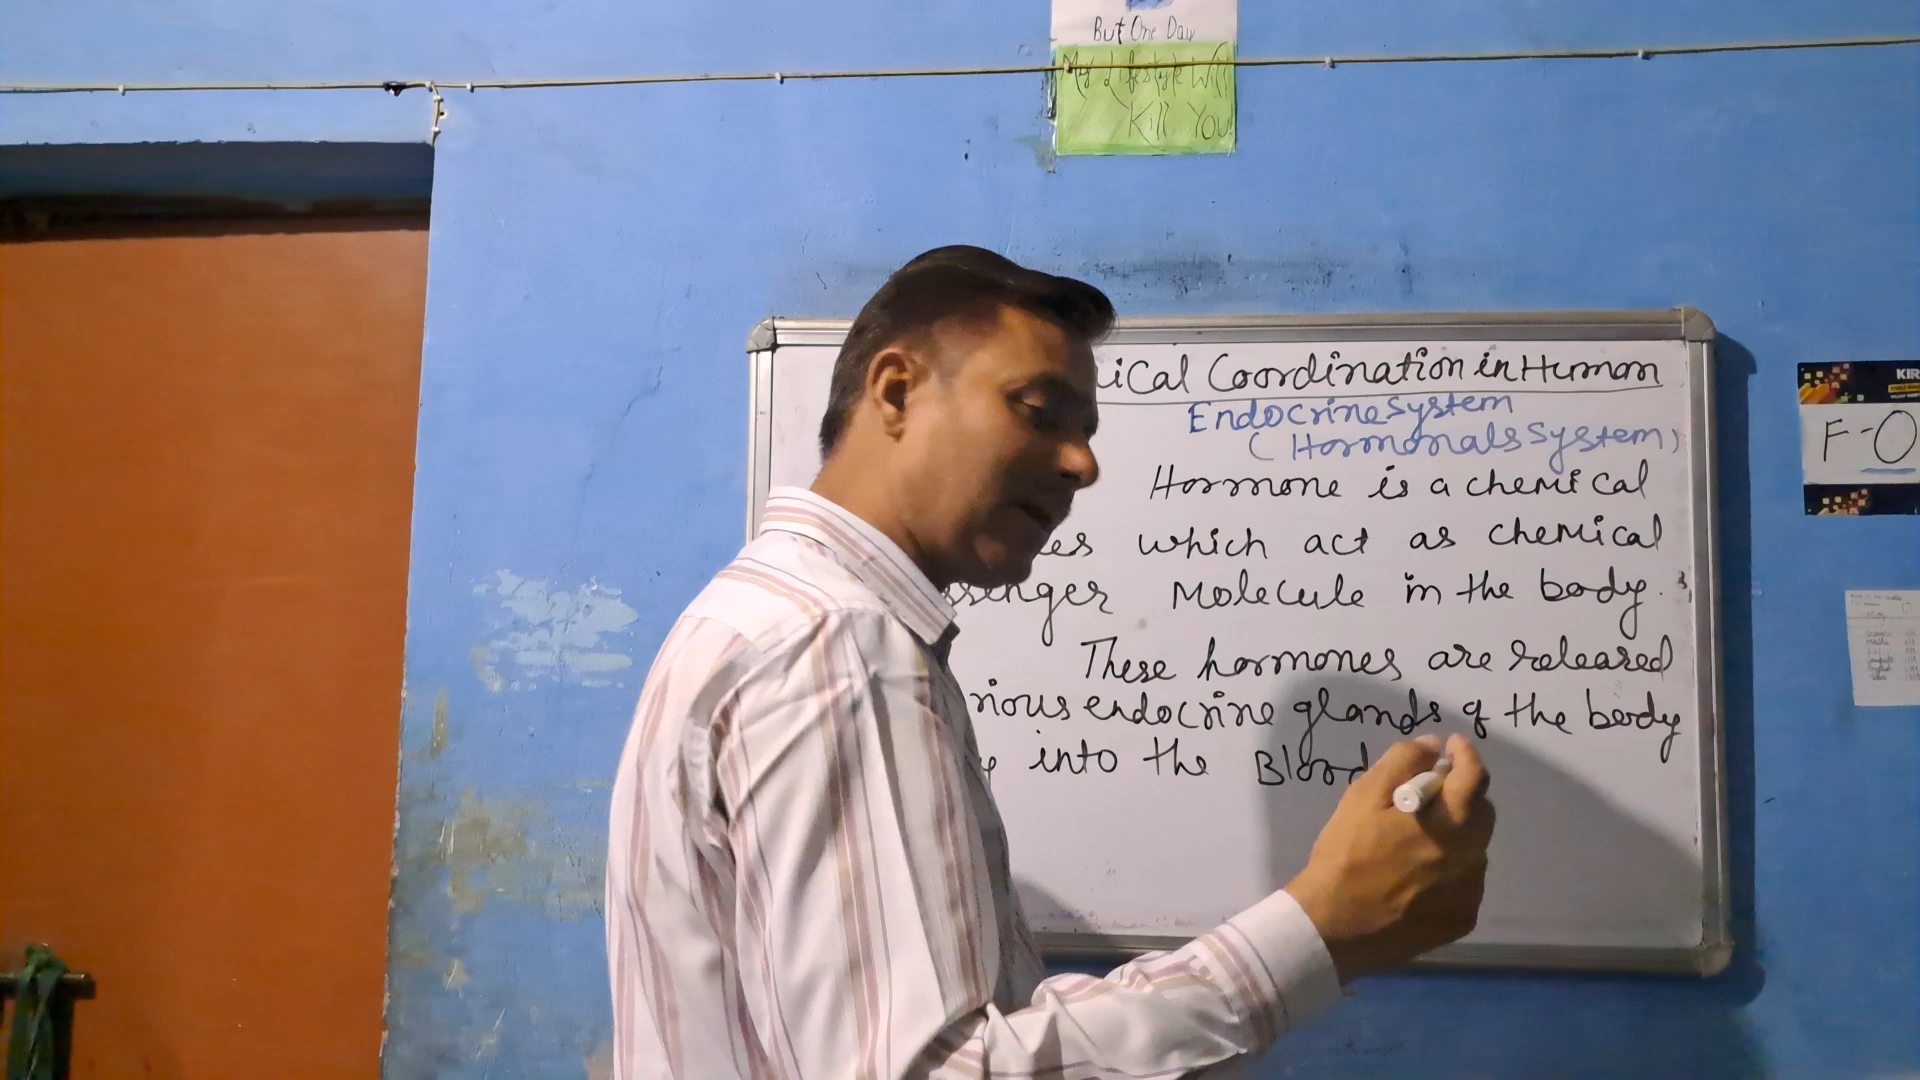 But One Day
My Lifestyle Will
Kill You
ical Coordination in Human
Endocrine System
(Hormonals System)
Hormone is a chemical
es which act as chemical
ssenger Molecule in the body.
These hormones are released
rious endocrine glands of the body
y into the Blood
KIR
F-O